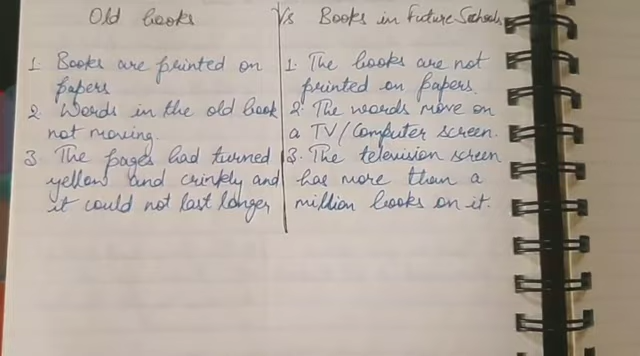 Old books V/s Books in Future Schools
1. Books are printed on
papers
2. Words in the old book
not moving.
3. The pages had turned
yellow and crinkly and
it could not last longer
1. The books are not
printed on papers.
2. The words move on
a TV/Computer screen.
3. The television screen
has more than a
million books on it.